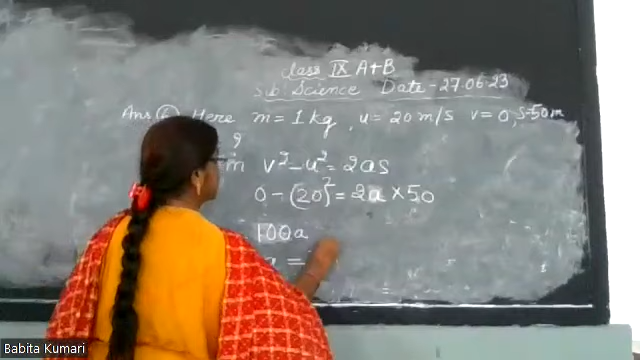 class IX A+B
Sub: Science Date - 27.06.23
Ans 6. Here m = 1 kg, u = 20 m/s v = 0, S = 50 m
v² - u² = 2as
0 - (20)² = 2a × 50
100a
a =
Babita Kumari